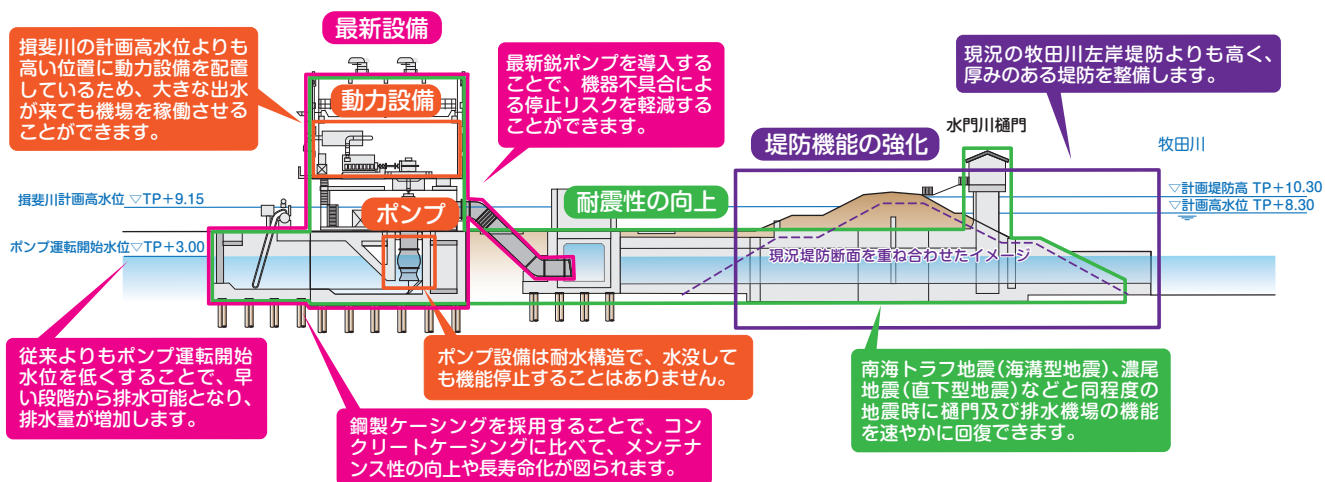 最新設備
揖斐川の計画高水位よりも
高い位置に動力設備を配置
しているため、大きな出水
が来ても機場を稼働させる
ことができます。
動力設備
最新鋭ポンプを導入する
ことで、機器不具合によ
る停止リスクを軽減する
ことができます。
現況の牧田川左岸堤防よりも高く、
厚みのある堤防を整備します。
水門川樋門
堤防機能の強化
牧田川
揖斐川計画高水位 ▽TP+9.15
ポンプ
耐震性の向上
▽計画堤防高 TP+10.30
▽計画高水位 TP+8.30
ポンプ運転開始水位▽TP+3.00
現況堤防断面を重ね合わせたイメージ
従来よりもポンプ運転開始
水位を低くすることで、早
い段階から排水可能となり、
排水量が増加します。
ポンプ設備は耐水構造で、水没して
も機能停止することはありません。
南海トラフ地震(海溝型地震)、濃尾
地震(直下型地震)などと同程度の
地震時に樋門及び排水機場の機能
を速やかに回復できます。
鋼製ケーシングを採用することで、コン
クリートケーシングに比べて、メンテナ
ンス性の向上や長寿命化が図られます。